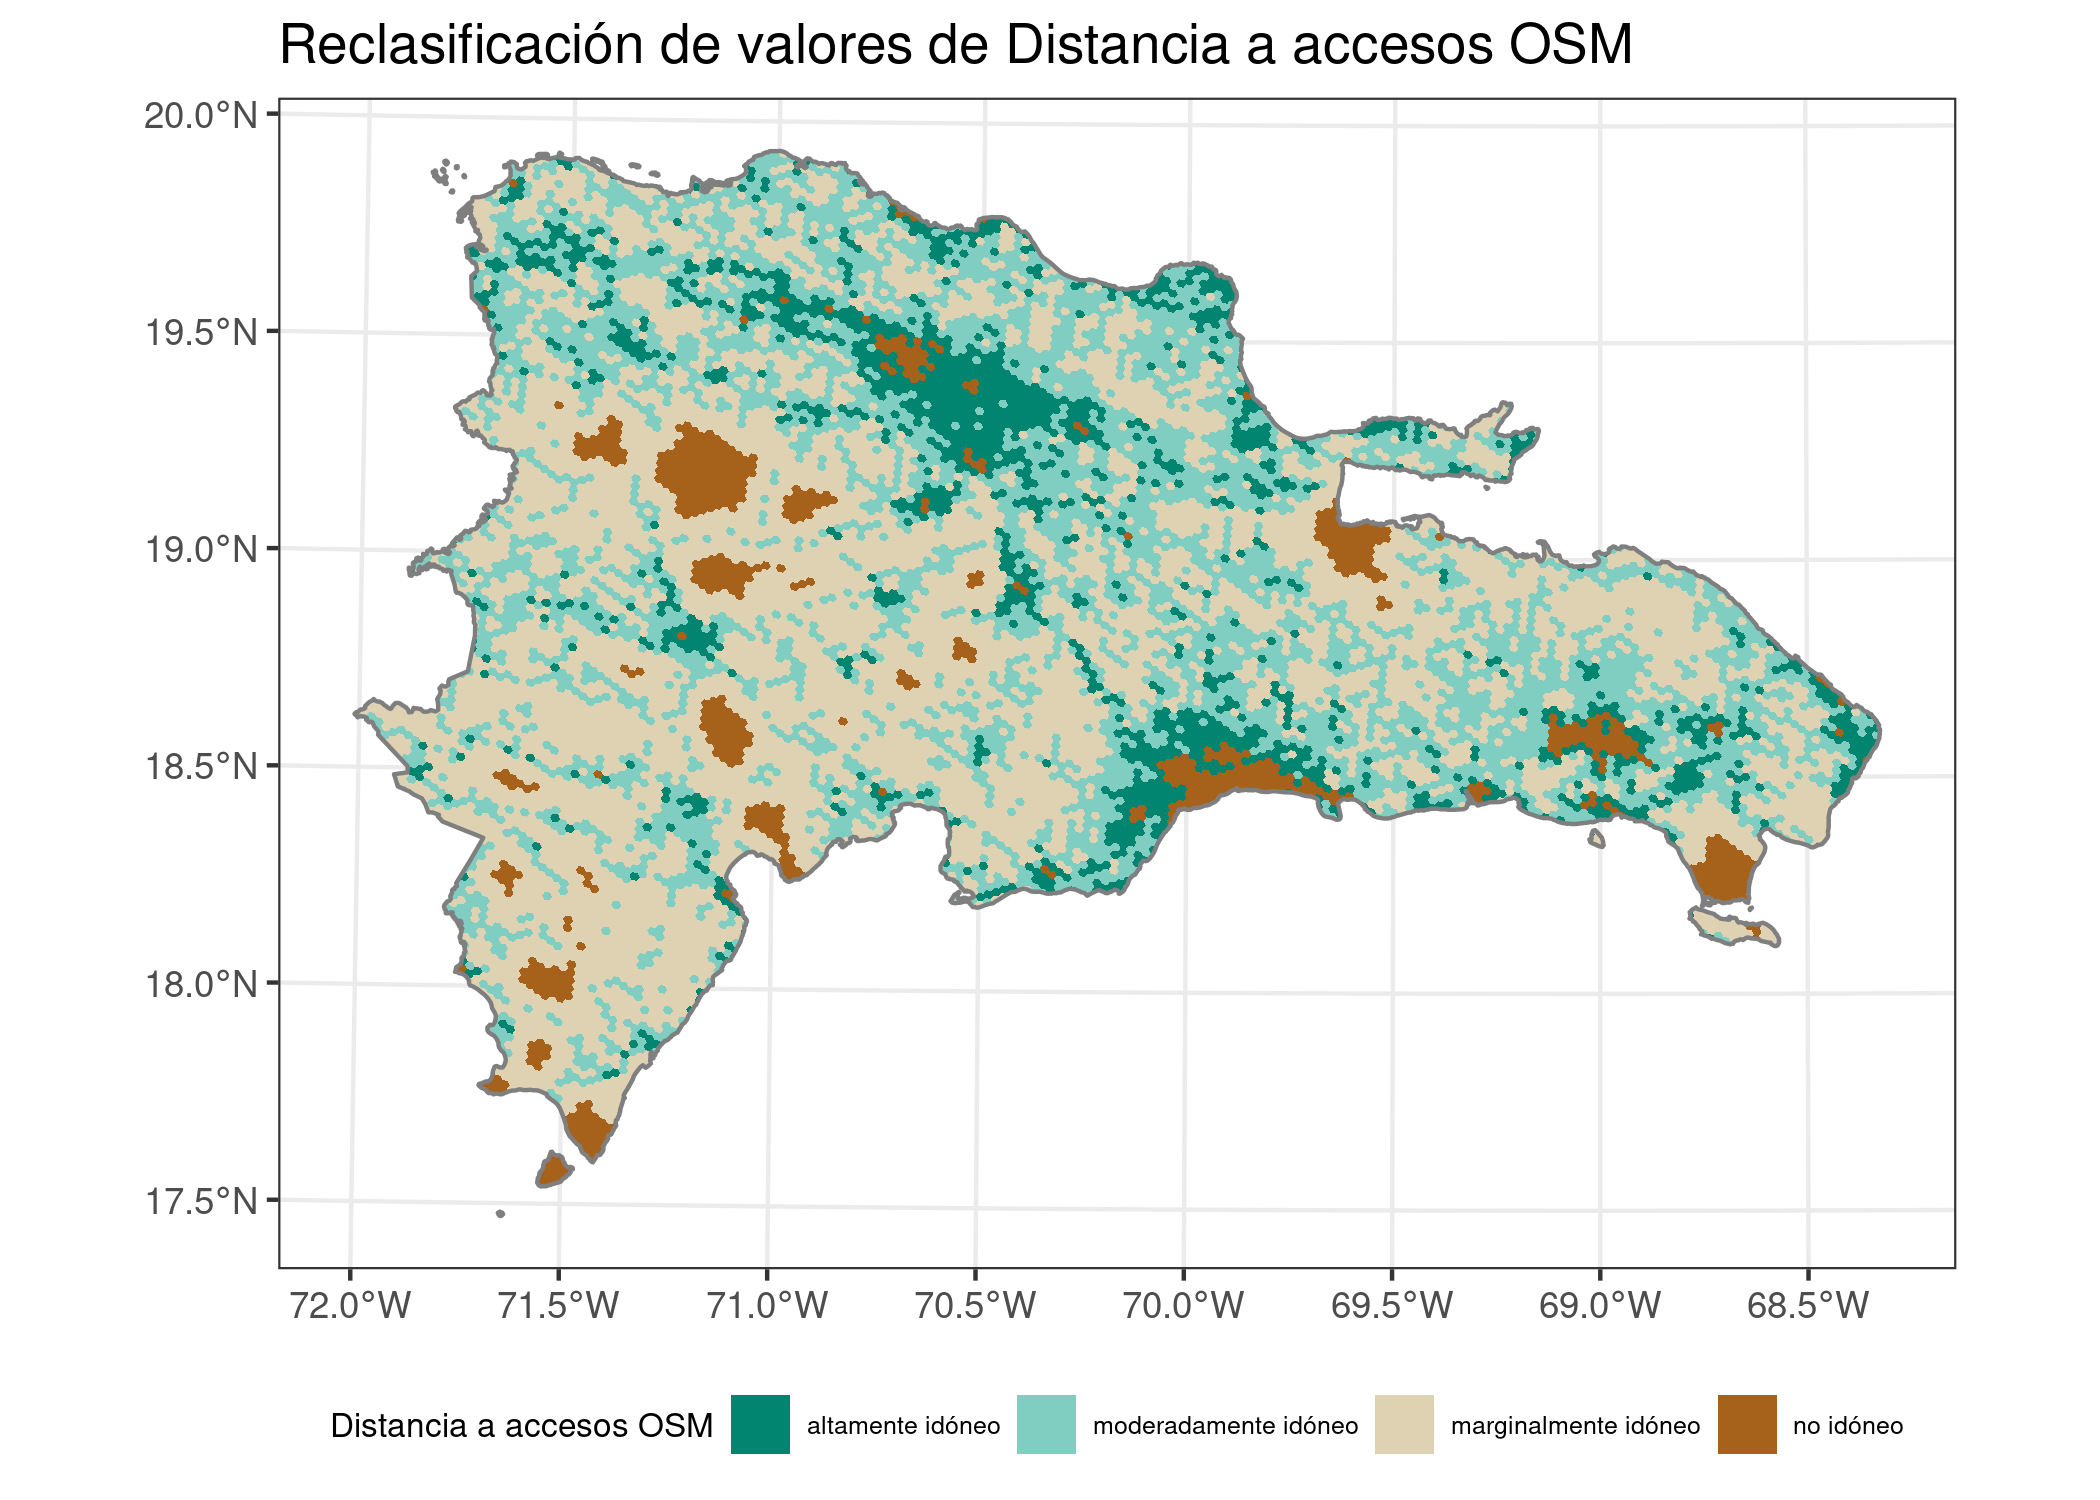 Reclasificación de valores de Distancia a accesos OSM
20.0°N
19.5°N
19.0°N
18.5°N
18.0°N
17.5°N
72.0°W 71.5°W 71.0°W 70.5°W 70.0°W 69.5°W 69.0°W 68.5°W
Distancia a accesos OSM altamente idóneo moderadamente idóneo marginalmente idóneo no idóneo